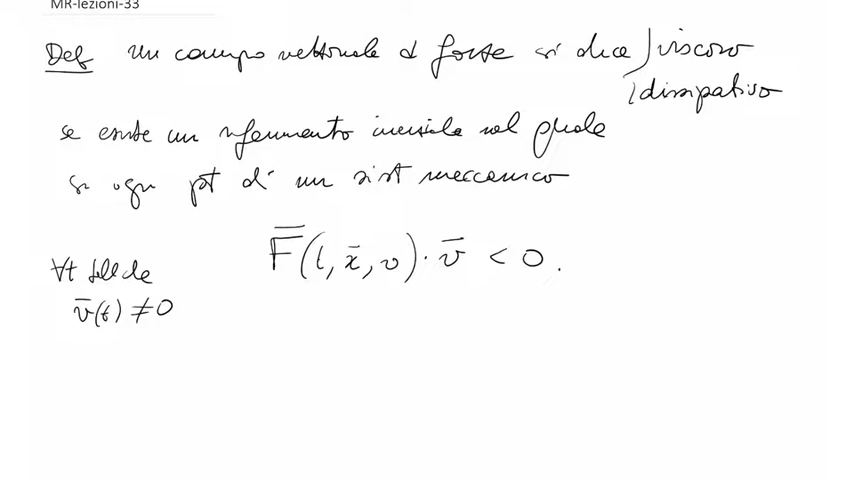 MR-lezioni-33
Def un campo vettoriale di forze si dice viscoso
dissipativo
se esiste un riferimento inerziale nel quale
su ogni pt di un sist meccanico
F̅(t, x̅, v) · v̅ < 0.
∀t tale che
v̅(t) ≠ 0